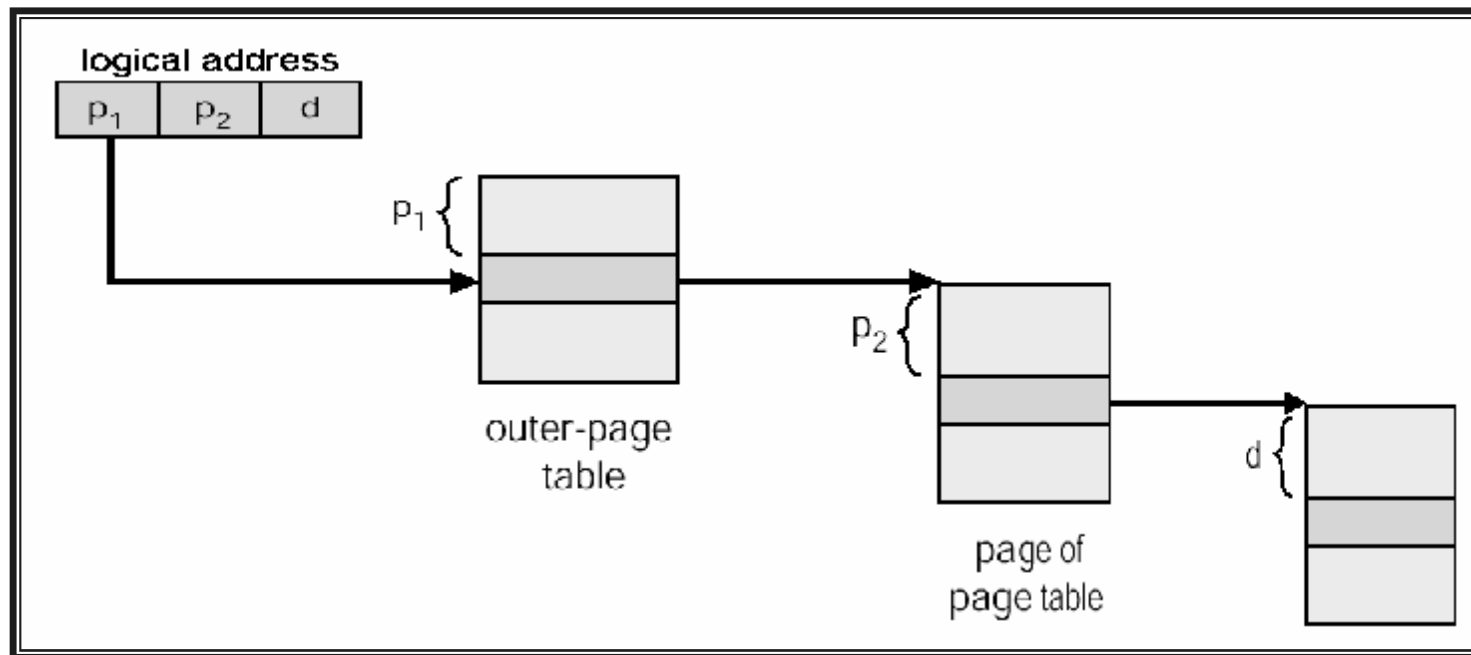 logical address
p₁ p₂ d
p₁
outer-page
table
p₂
page of
page table
d